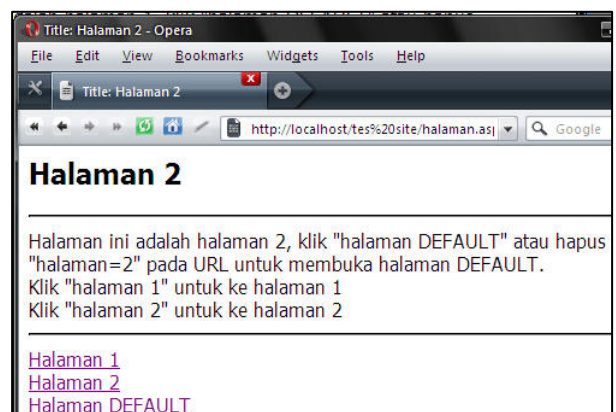 Title: Halaman 2 - Opera
File Edit View Bookmarks Widgets Tools Help
Title: Halaman 2
http://localhost/tes%20site/halaman.as
Google
Halaman 2
Halaman ini adalah halaman 2, klik "halaman DEFAULT" atau hapus
"halaman=2" pada URL untuk membuka halaman DEFAULT.
Klik "halaman 1" untuk ke halaman 1
Klik "halaman 2" untuk ke halaman 2
Halaman 1
Halaman 2
Halaman DEFAULT